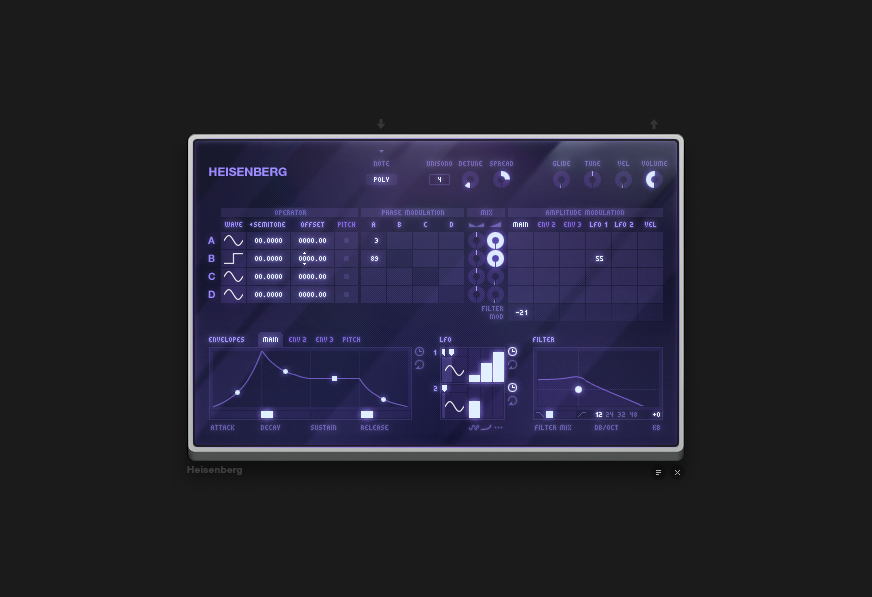 HEISENBERG
NOTE UNISONO DETUNE SPREAD GLIDE TUNE VEL VOLUME
POLY 4
OPERATOR PHASE MODULATION MIX AMPLITUDE MODULATION
WAVE +SEMITONE OFFSET PITCH A B C D MAIN ENV 2 ENV 3 LFO 1 LFO 2 VEL
A 00.0000 0000.00 3
B 00.0000 0000.00 89 55
C 00.0000 0000.00
D 00.0000 0000.00
FILTER
MOD -21
ENVELOPES MAIN ENV 2 ENV 3 PITCH LFO FILTER
1
2
12 24 32 48 +0
ATTACK DECAY SUSTAIN RELEASE FILTER MIX DB/OCT KB
Heisenberg